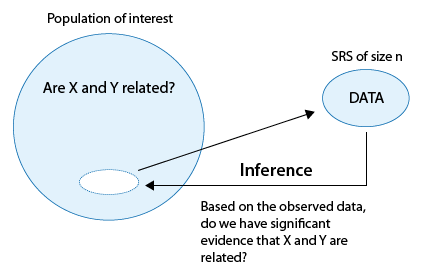 Population of interest
SRS of size n
Are X and Y related?
DATA
Inference
Based on the observed data,
do we have significant
evidence that X and Y are
related?